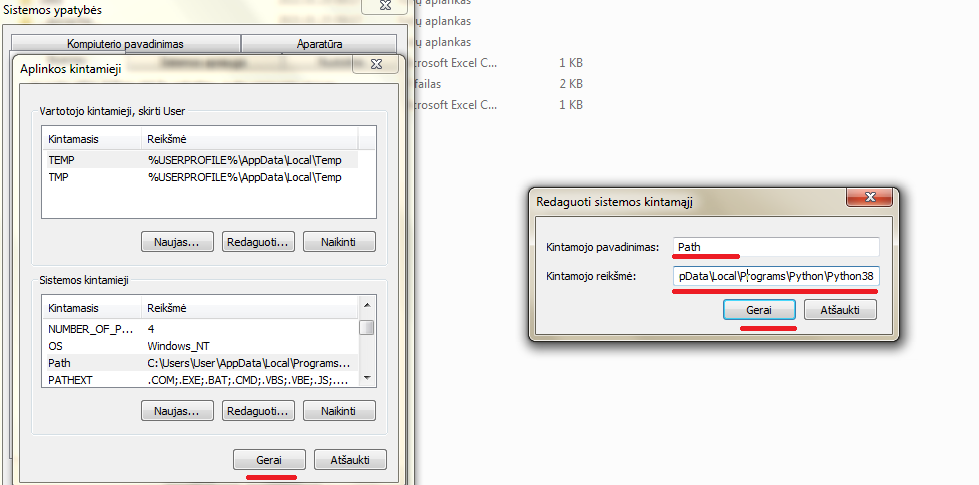 Sistemos ypatybės
Kompiuterio pavadinimas
Aparatūra
Aplinkos kintamieji
Vartotojo kintamieji, skirti User
Kintamasis Reikšmė
TEMP %USERPROFILE%\AppData\Local\Temp
TMP %USERPROFILE%\AppData\Local\Temp
Naujas... Redaguoti... Naikinti
Sistemos kintamieji
Kintamasis Reikšmė
NUMBER_OF_P... 4
OS Windows_NT
Path C:\Users\User\AppData\Local\Programs...
PATHEXT .COM;.EXE;.BAT;.CMD;.VBS;.VBE;.JS;....
Naujas... Redaguoti... Naikinti
Gerai Atšaukti
aplankas
aplankas
aplankas
crosoft Excel C... 1 KB
failas 2 KB
crosoft Excel C... 1 KB
Redaguoti sistemos kintamąjį
Kintamojo pavadinimas: Path
Kintamojo reikšmė: pData\Local\Programs\Python\Python38
Gerai Atšaukti